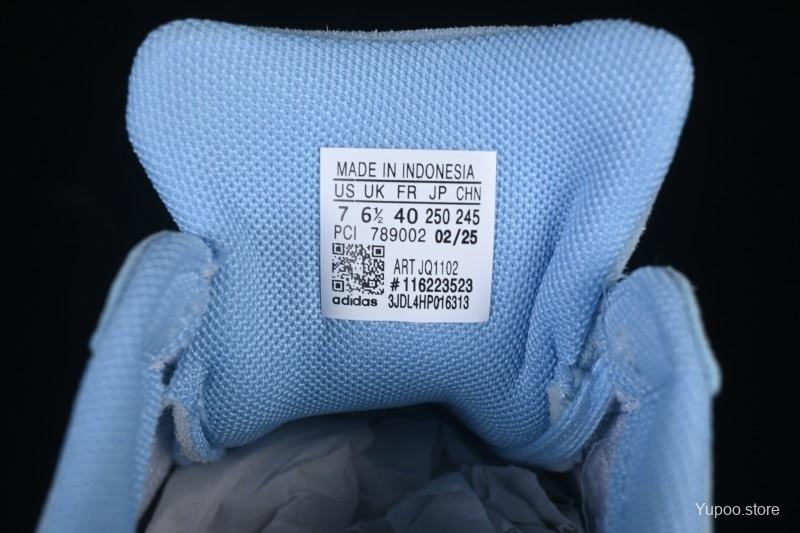 MADE IN INDONESIA
US UK FR JP CHN
7 6½ 40 250 245
PCI 789002 02/25
ART JQ1102
#116223523
adidas 3JDL4HP016313
Yupoo.store